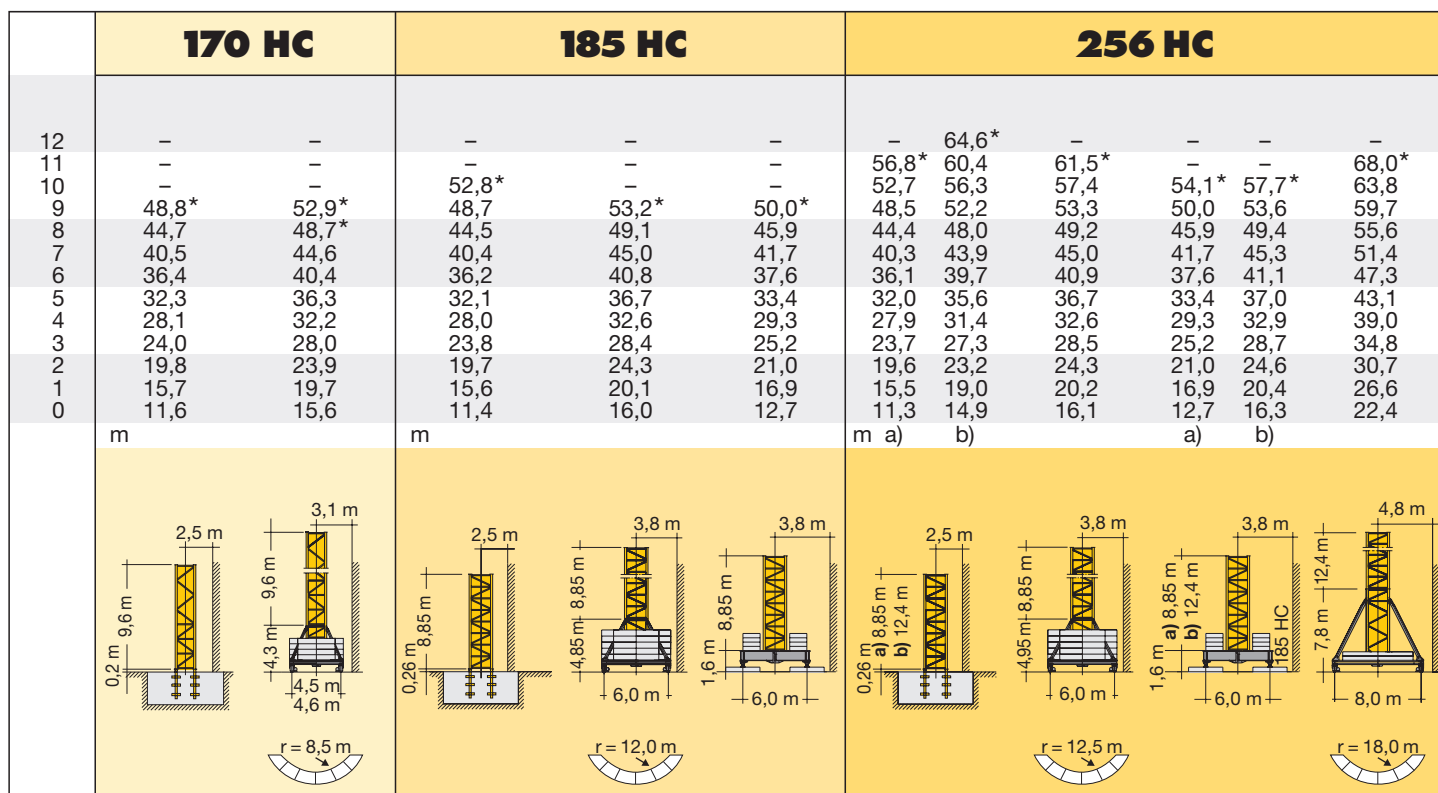 170 HC 185 HC 256 HC
12 – – – – – – 64,6* – – – –
11 – – – – – 56,8* 60,4 61,5* – – 68,0*
10 – – 52,8* – – 52,7 56,3 57,4 54,1* 57,7* 63,8
9 48,8* 52,9* 48,7 53,2* 50,0* 48,5 52,2 53,3 50,0 53,6 59,7
8 44,7 48,7* 44,5 49,1 45,9 44,4 48,0 49,2 45,9 49,4 55,6
7 40,5 44,6 40,4 45,0 41,7 40,3 43,9 45,0 41,7 45,3 51,4
6 36,4 40,4 36,2 40,8 37,6 36,1 39,7 40,9 37,6 41,1 47,3
5 32,3 36,3 32,1 36,7 33,4 32,0 35,6 36,7 33,4 37,0 43,1
4 28,1 32,2 28,0 32,6 29,3 27,9 31,4 32,6 29,3 32,9 39,0
3 24,0 28,0 23,8 28,4 25,2 23,7 27,3 28,5 25,2 28,7 34,8
2 19,8 23,9 19,7 24,3 21,0 19,6 23,2 24,3 21,0 24,6 30,7
1 15,7 19,7 15,6 20,1 16,9 15,5 19,0 20,2 16,9 20,4 26,6
0 11,6 15,6 11,4 16,0 12,7 11,3 14,9 16,1 12,7 16,3 22,4
m m m a) b) a) b)
2,5 m
9,6 m
0,2 m
3,1 m
9,6 m
4,3 m
4,5 m
4,6 m
r = 8,5 m
2,5 m
8,85 m
0,26 m
3,8 m
8,85 m
4,85 m
6,0 m
r = 12,0 m
3,8 m
8,85 m
1,6 m
6,0 m
2,5 m
a) 8,85 m
b) 12,4 m
0,26 m
3,8 m
8,85 m
4,95 m
6,0 m
r = 12,5 m
3,8 m
a) 8,85 m
b) 12,4 m
1,6 m
185 HC
6,0 m
4,8 m
12,4 m
7,8 m
8,0 m
r = 18,0 m